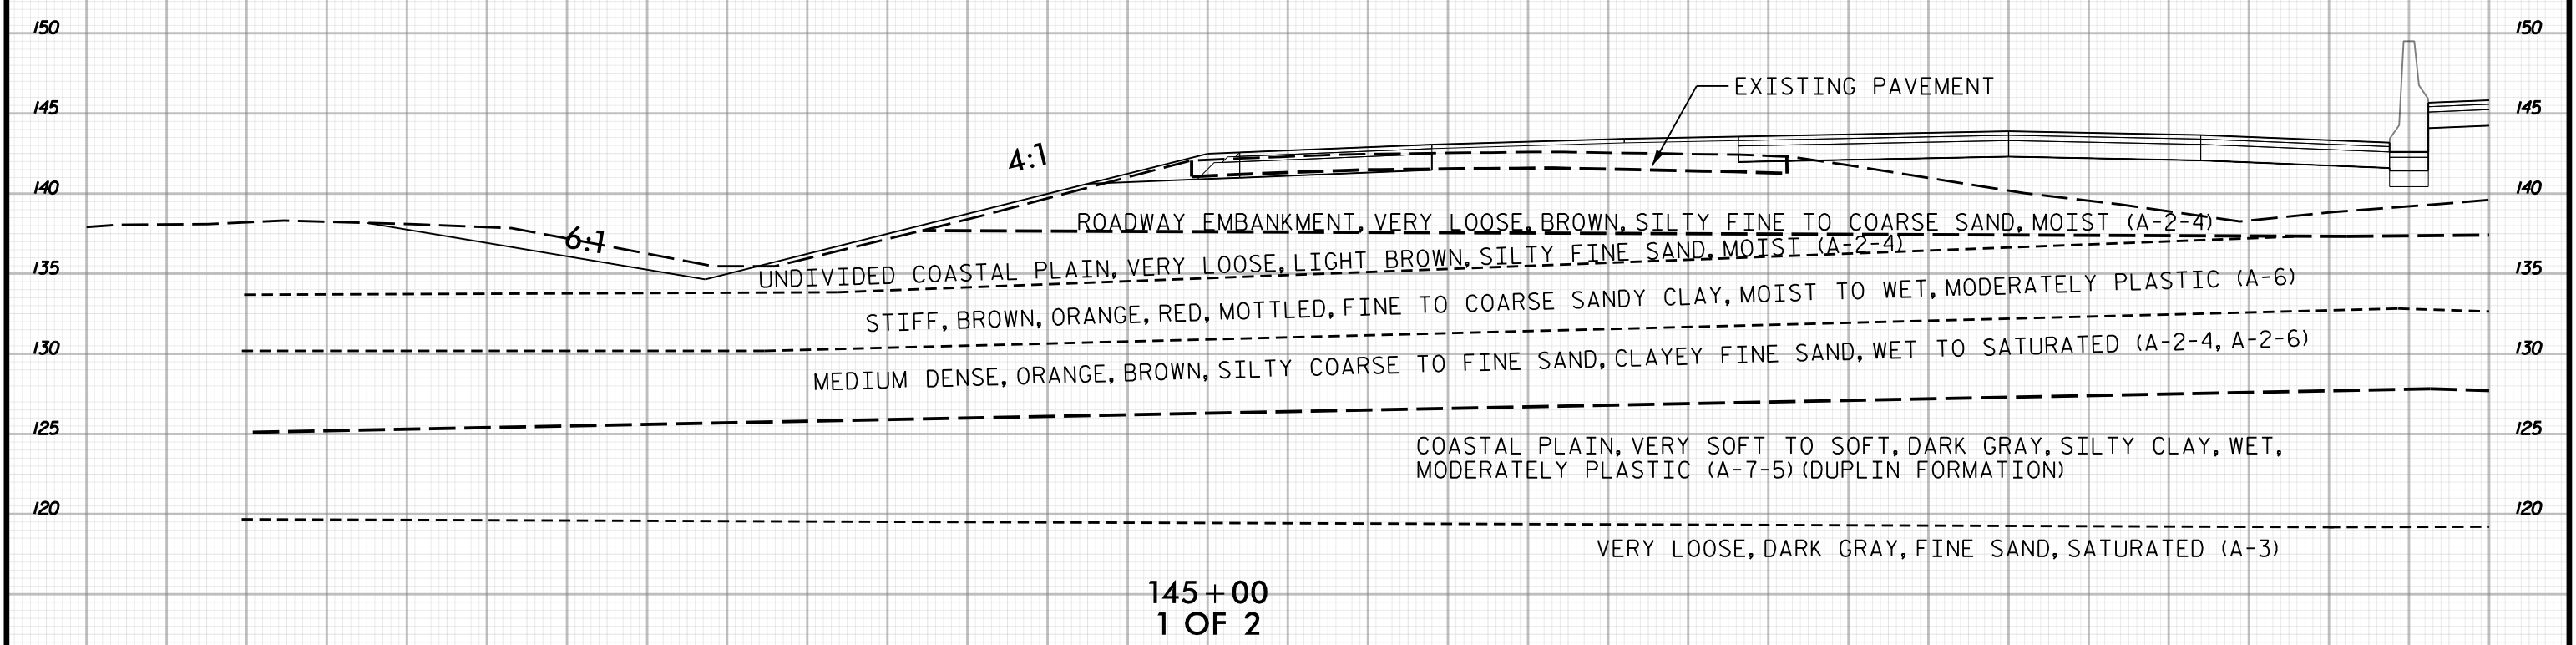 150 150
EXISTING PAVEMENT
145 145
4:1
140 140
ROADWAY EMBANKMENT, VERY LOOSE, BROWN, SILTY FINE TO COARSE SAND, MOIST (A-2-4)
6:1
UNDIVIDED COASTAL PLAIN, VERY LOOSE, LIGHT BROWN, SILTY FINE SAND, MOIST (A-2-4)
135 135
STIFF, BROWN, ORANGE, RED, MOTTLED, FINE TO COARSE SANDY CLAY, MOIST TO WET, MODERATELY PLASTIC (A-6)
130 130
MEDIUM DENSE, ORANGE, BROWN, SILTY COARSE TO FINE SAND, CLAYEY FINE SAND, WET TO SATURATED (A-2-4, A-2-6)
125 125
COASTAL PLAIN, VERY SOFT TO SOFT, DARK GRAY, SILTY CLAY, WET,
MODERATELY PLASTIC (A-7-5) (DUPLIN FORMATION)
120 120
VERY LOOSE, DARK GRAY, FINE SAND, SATURATED (A-3)
145+00
1 OF 2